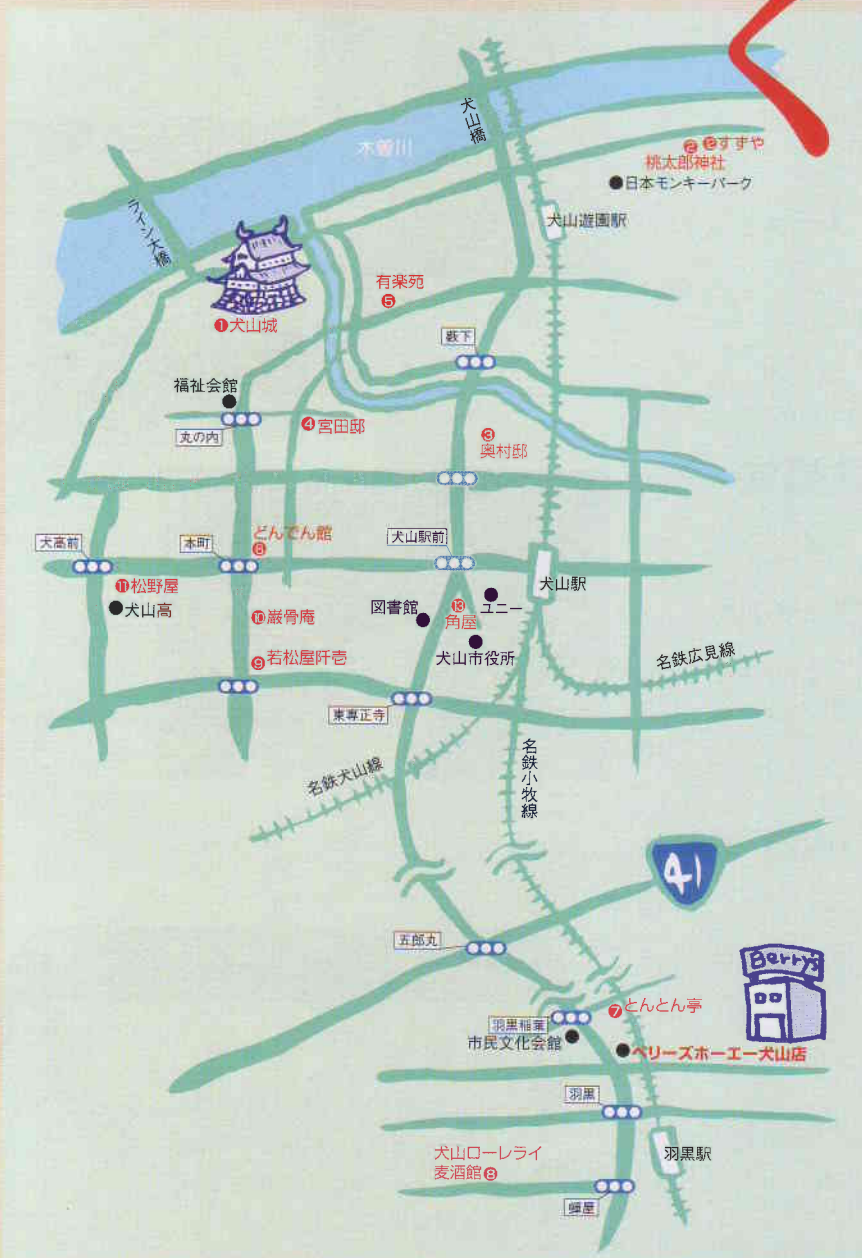 犬山橋
木曽川
②⑫すずや
桃太郎神社
●日本モンキーパーク
ライン大橋
犬山遊園駅
有楽苑
⑤
①犬山城
藪下
福祉会館
丸の内
④宮田邸
③
奥村邸
どんでん館
⑥
犬高前
本町
犬山駅前
犬山駅
⑪松野屋
●犬山高
⑩巌骨庵
図書館
⑬
角屋
ユニー
犬山市役所
⑨若松屋阡壱
名鉄広見線
東専正寺
名鉄犬山線
名鉄小牧線
41
五郎丸
Berry's
⑦とんとん亭
羽黒稲葉
市民文化会館
●ベリーズホーエー犬山店
羽黒
犬山ローレライ
麦酒館⑧
羽黒駅
蝉屋